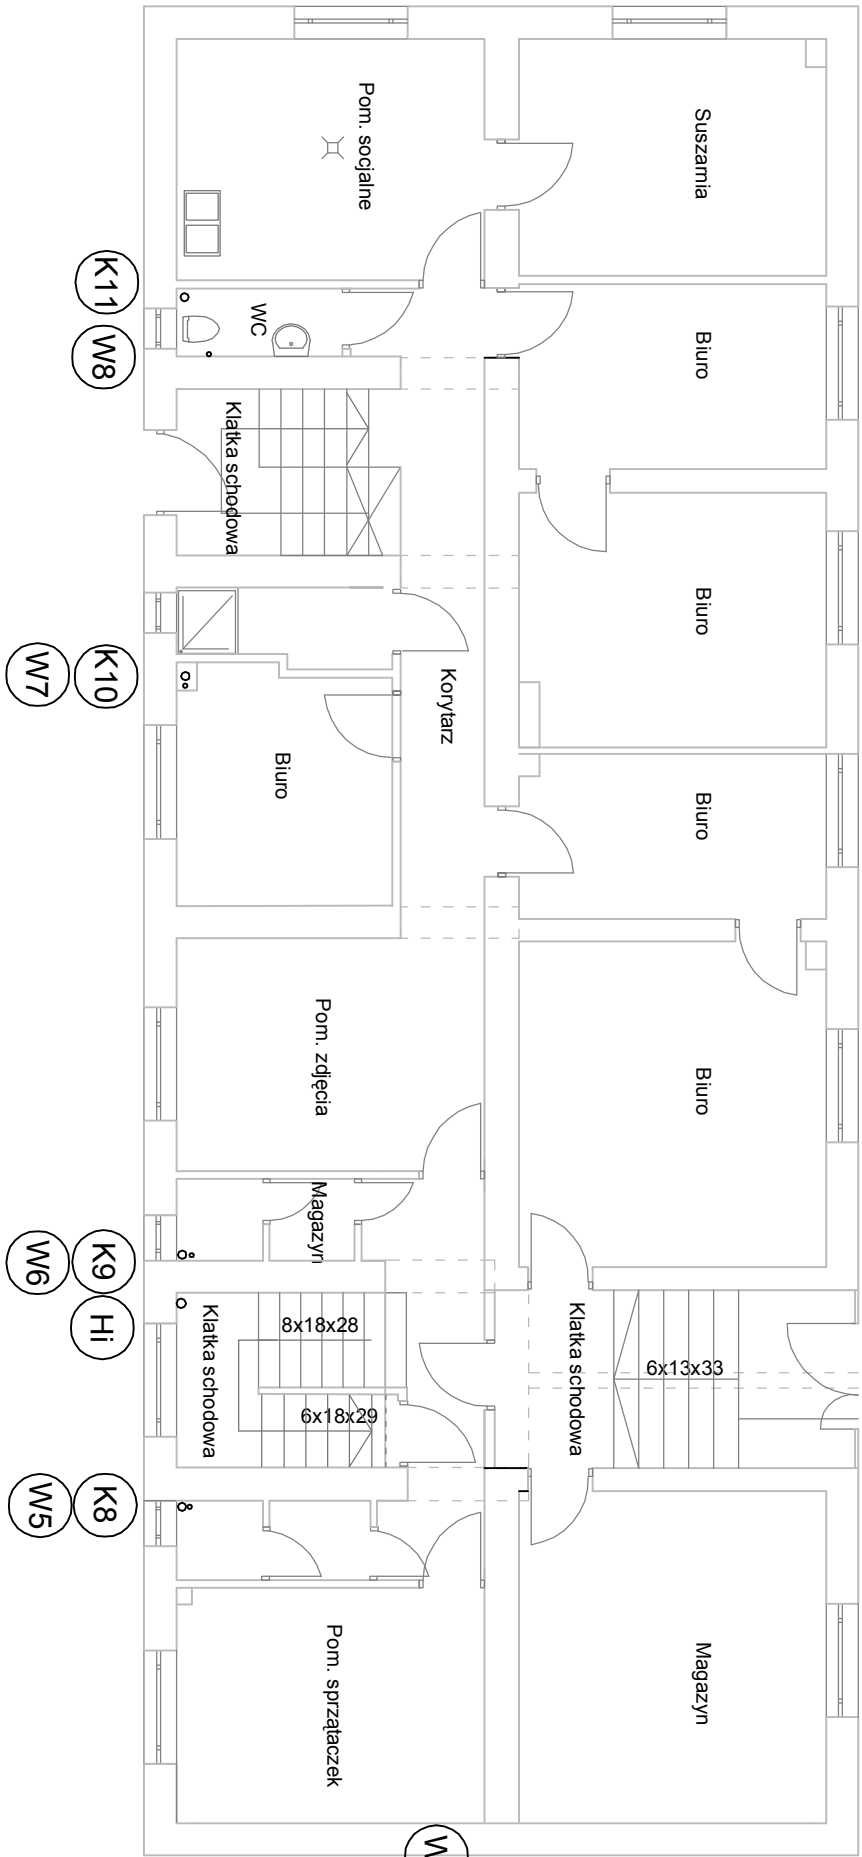 Pom. socjalne
Suszarnia
K11
W8
WC
Biuro
Klatka schodowa
Biuro
K10
W7
Korytarz
Biuro
Biuro
Pom. zdjęcia
Biuro
Magazyn
K9
W6
Hi
Klatka schodowa
8x18x28
6x18x29
Klatka schodowa
6x13x33
K8
W5
Pom. sprzątaczek
Magazyn
W